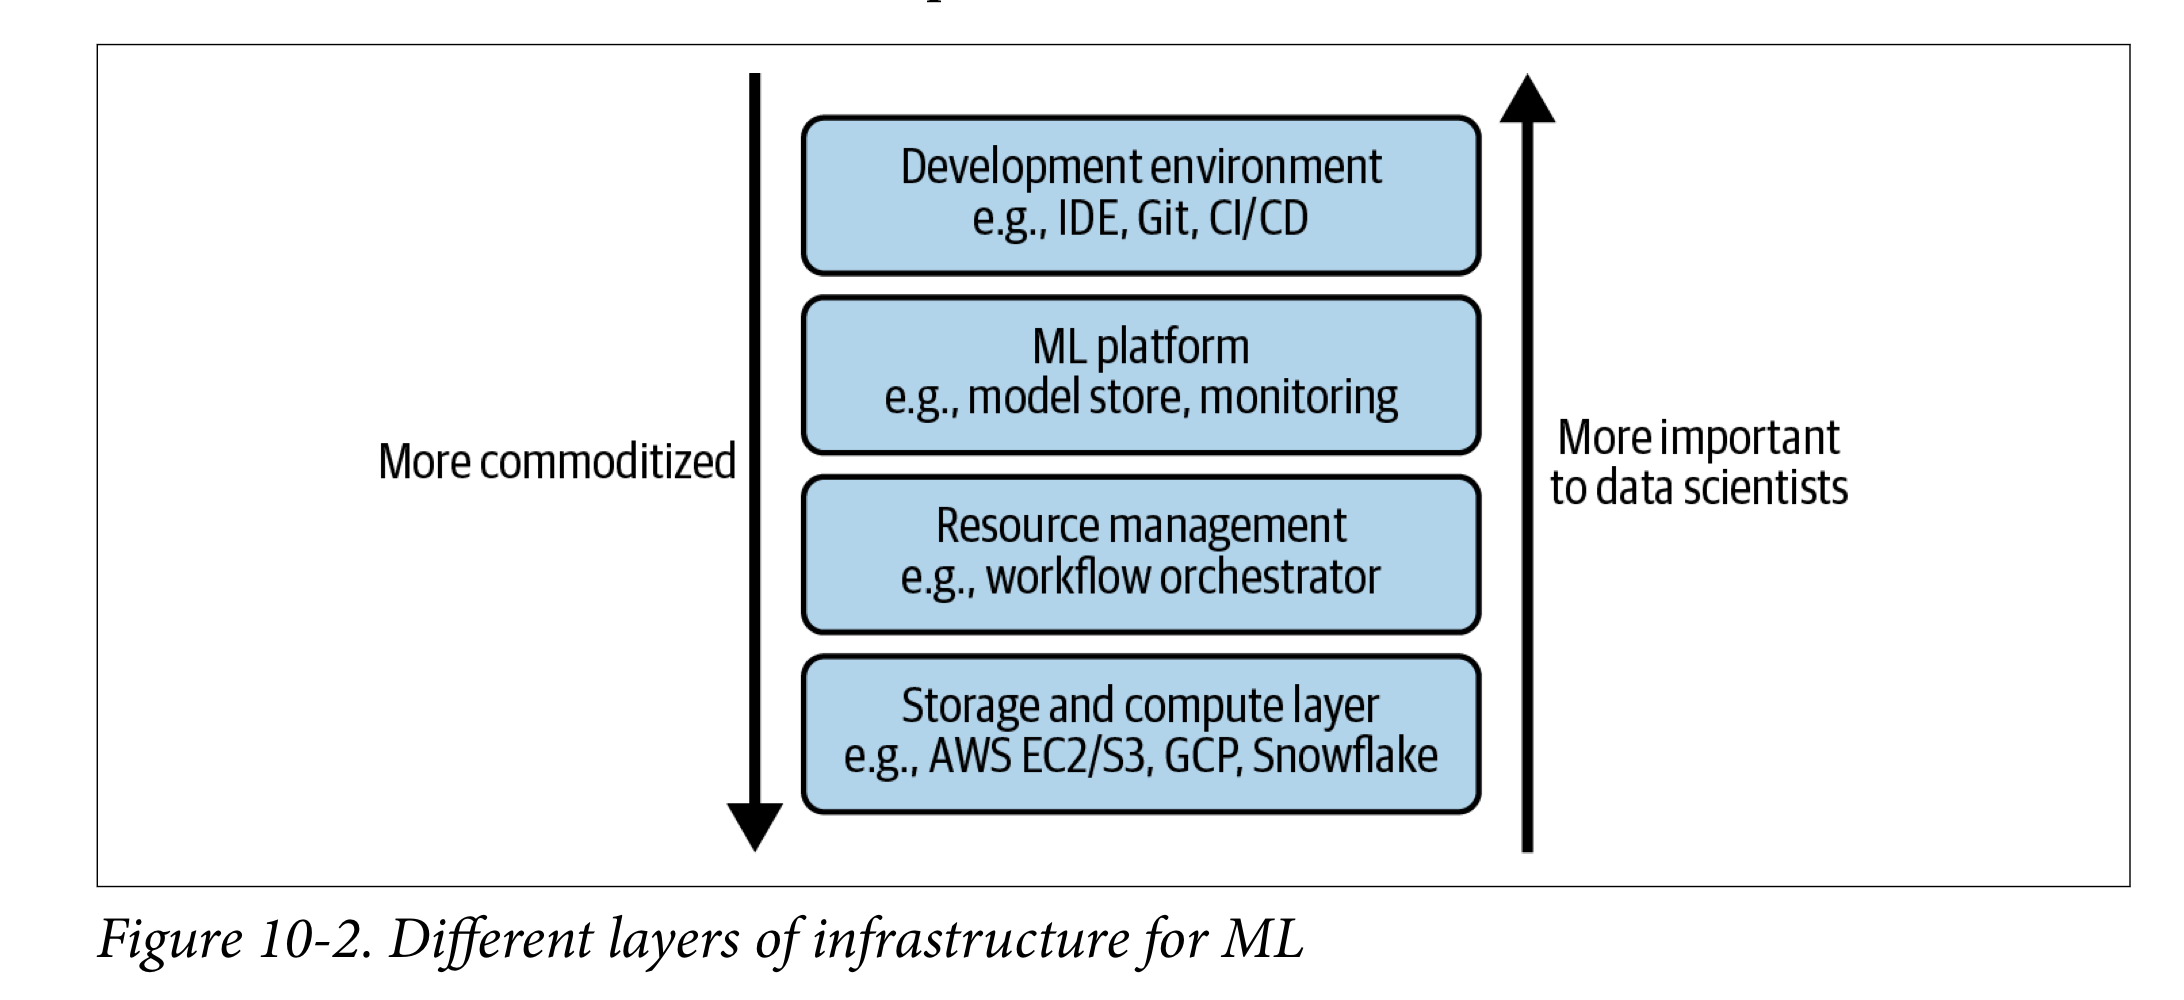 Development environment
e.g., IDE, Git, CI/CD
ML platform
e.g., model store, monitoring
More commoditized
More important
to data scientists
Resource management
e.g., workflow orchestrator
Storage and compute layer
e.g., AWS EC2/S3, GCP, Snowflake
Figure 10-2. Different layers of infrastructure for ML